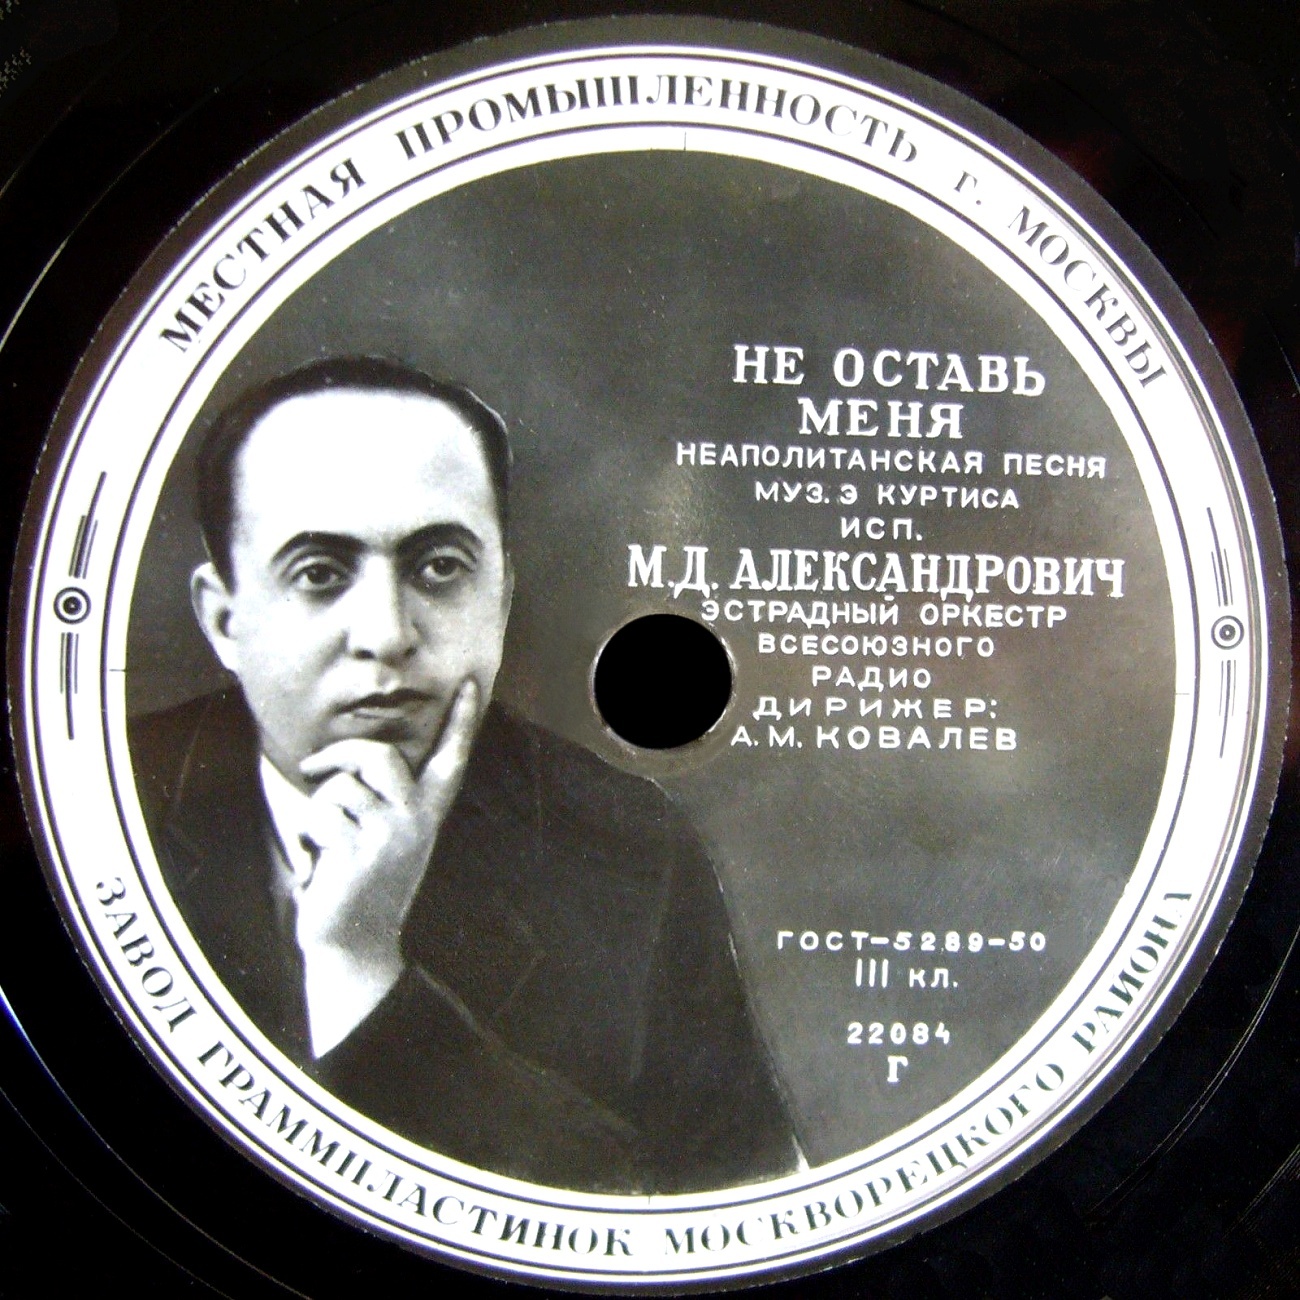 МЕСТНАЯ ПРОМЫШЛЕННОСТЬ г. МОСКВЫ
НЕ ОСТАВЬ
МЕНЯ
НЕАПОЛИТАНСКАЯ ПЕСНЯ
МУЗ. Э КУРТИСА
ИСП.
М.Д. АЛЕКСАНДРОВИЧ
ЭСТРАДНЫЙ ОРКЕСТР
ВСЕСОЮЗНОГО
РАДИО
ДИРИЖЕР:
А.М. КОВАЛЕВ
ГОСТ-5289-50
III КЛ.
22084
Г
ЗАВОД ГРАММПЛАСТИНОК МОСКВОРЕЦКОГО РАЙОНА